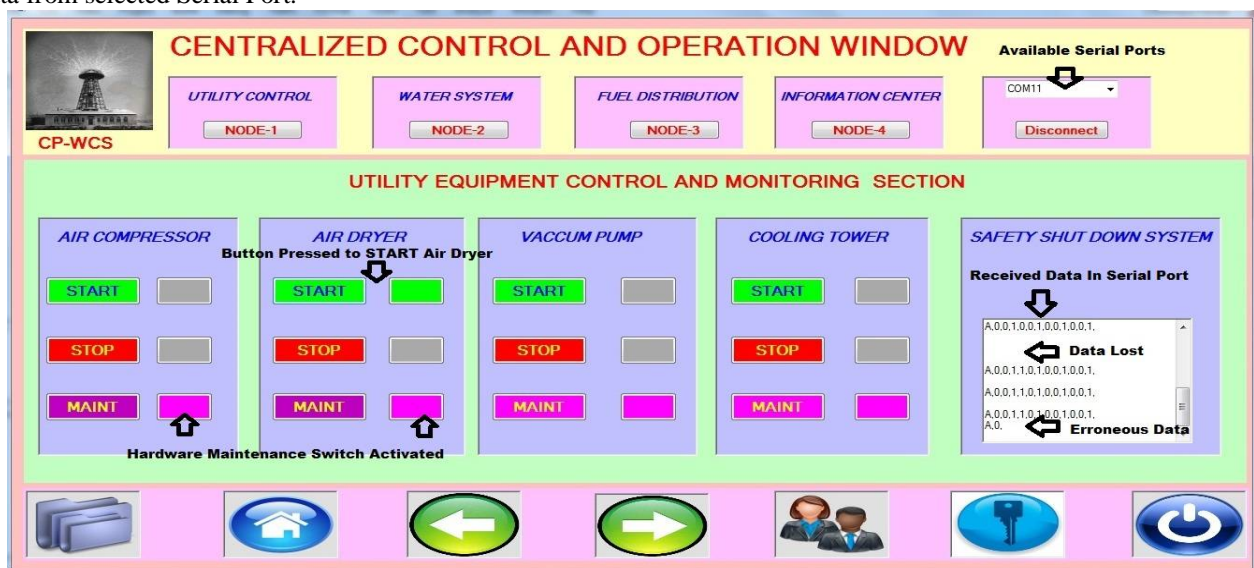 ta from selected Serial Port.
CENTRALIZED CONTROL AND OPERATION WINDOW
Available Serial Ports
CP-WCS
UTILITY CONTROL
NODE-1
WATER SYSTEM
NODE-2
FUEL DISTRIBUTION
NODE-3
INFORMATION CENTER
NODE-4
COM11
Disconnect
UTILITY EQUIPMENT CONTROL AND MONITORING SECTION
AIR COMPRESSOR
START
STOP
MAINT
AIR DRYER
Button Pressed to START Air Dryer
START
STOP
MAINT
Hardware Maintenance Switch Activated
VACCUM PUMP
START
STOP
MAINT
COOLING TOWER
START
STOP
MAINT
SAFETY SHUT DOWN SYSTEM
Received Data In Serial Port
A,0,0,1,0,0,1,0,0,1,0,0,1,
Data Lost
A,0,0,1,1,0,1,0,0,1,0,0,1,
A,0,0,1,1,0,1,0,0,1,0,0,1,
A,0,0,1,1,0,1,0,0,1,0,0,1,
A,0,
Erroneous Data